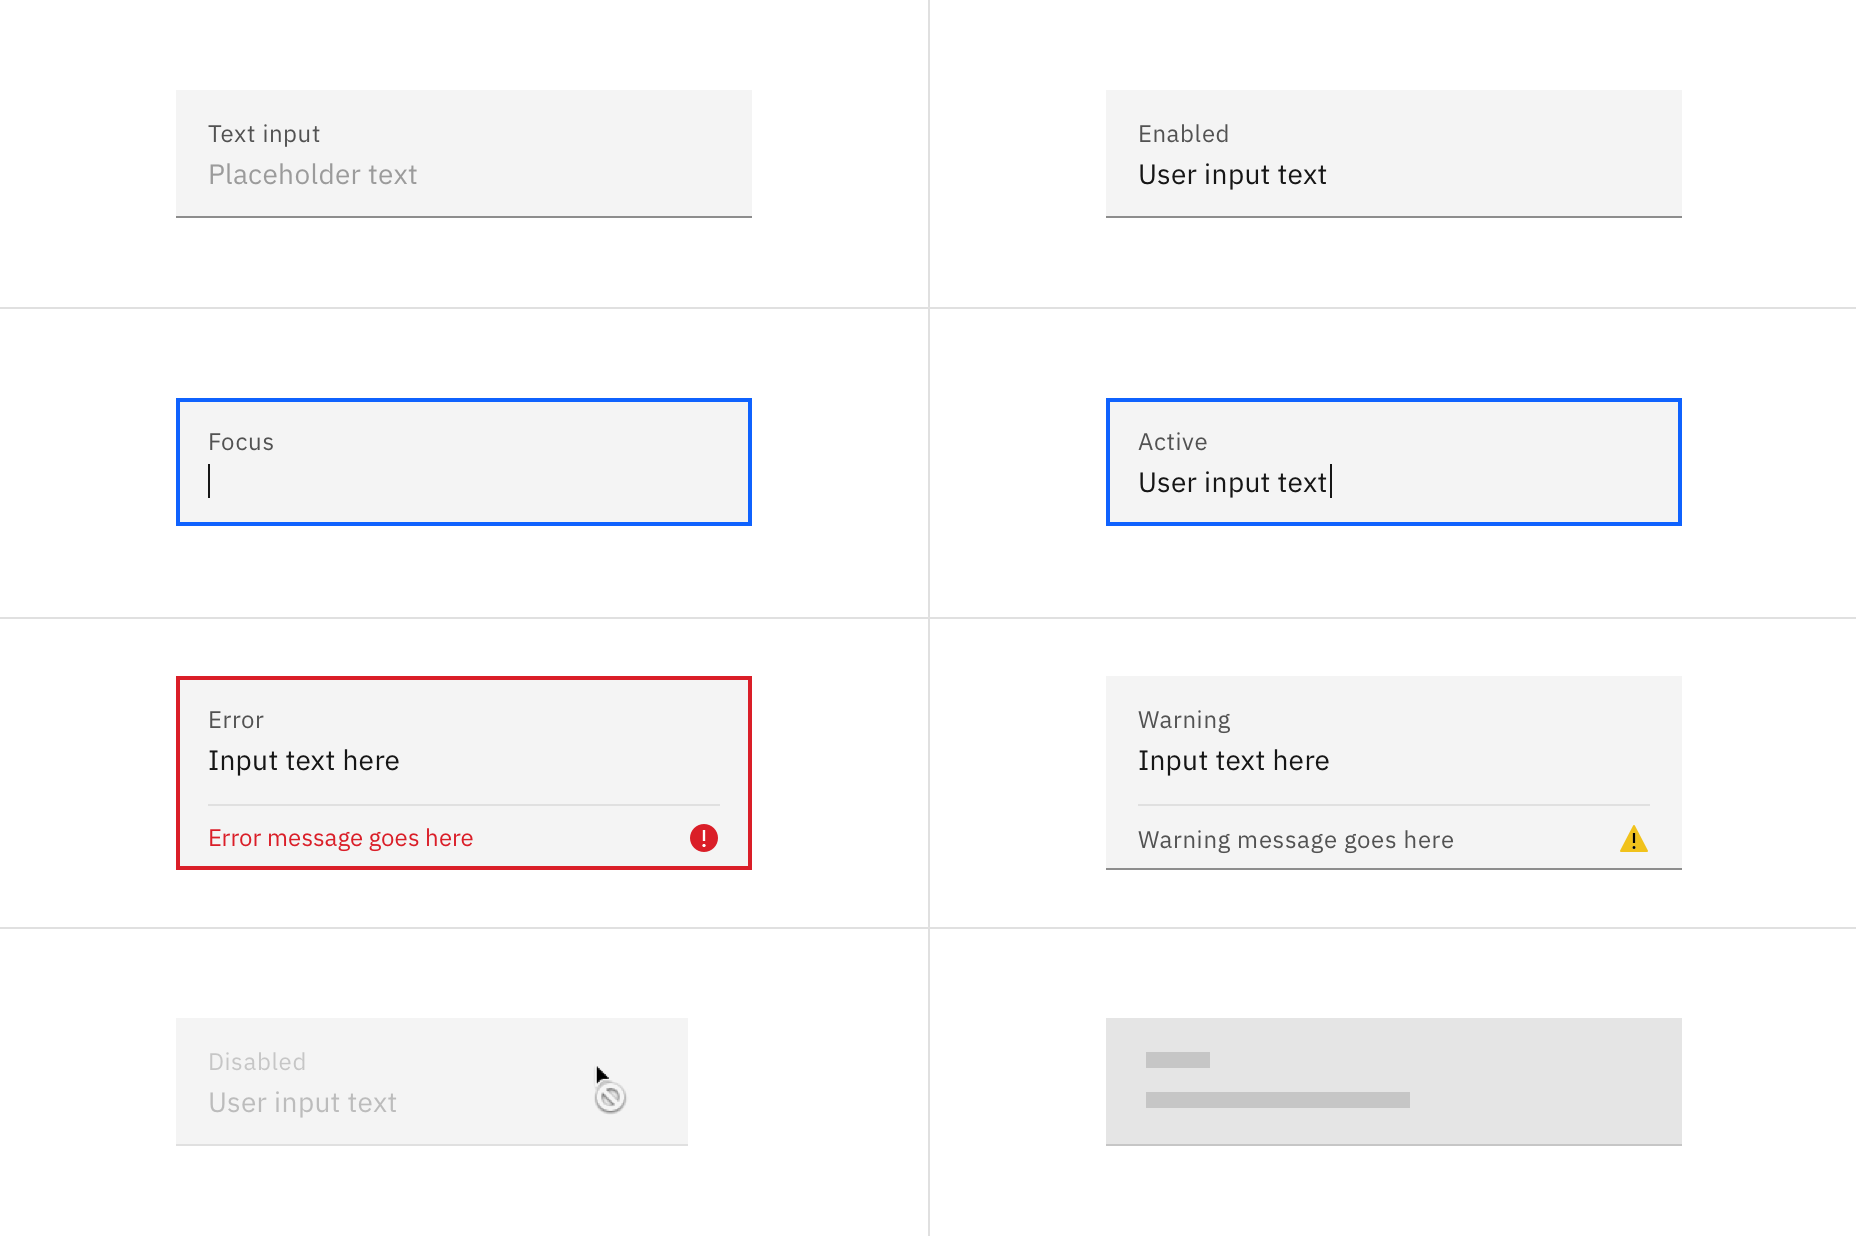 Text input
Placeholder text
Enabled
User input text
Focus
Active
User input text
Error
Input text here
Error message goes here
Warning
Input text here
Warning message goes here
Disabled
User input text